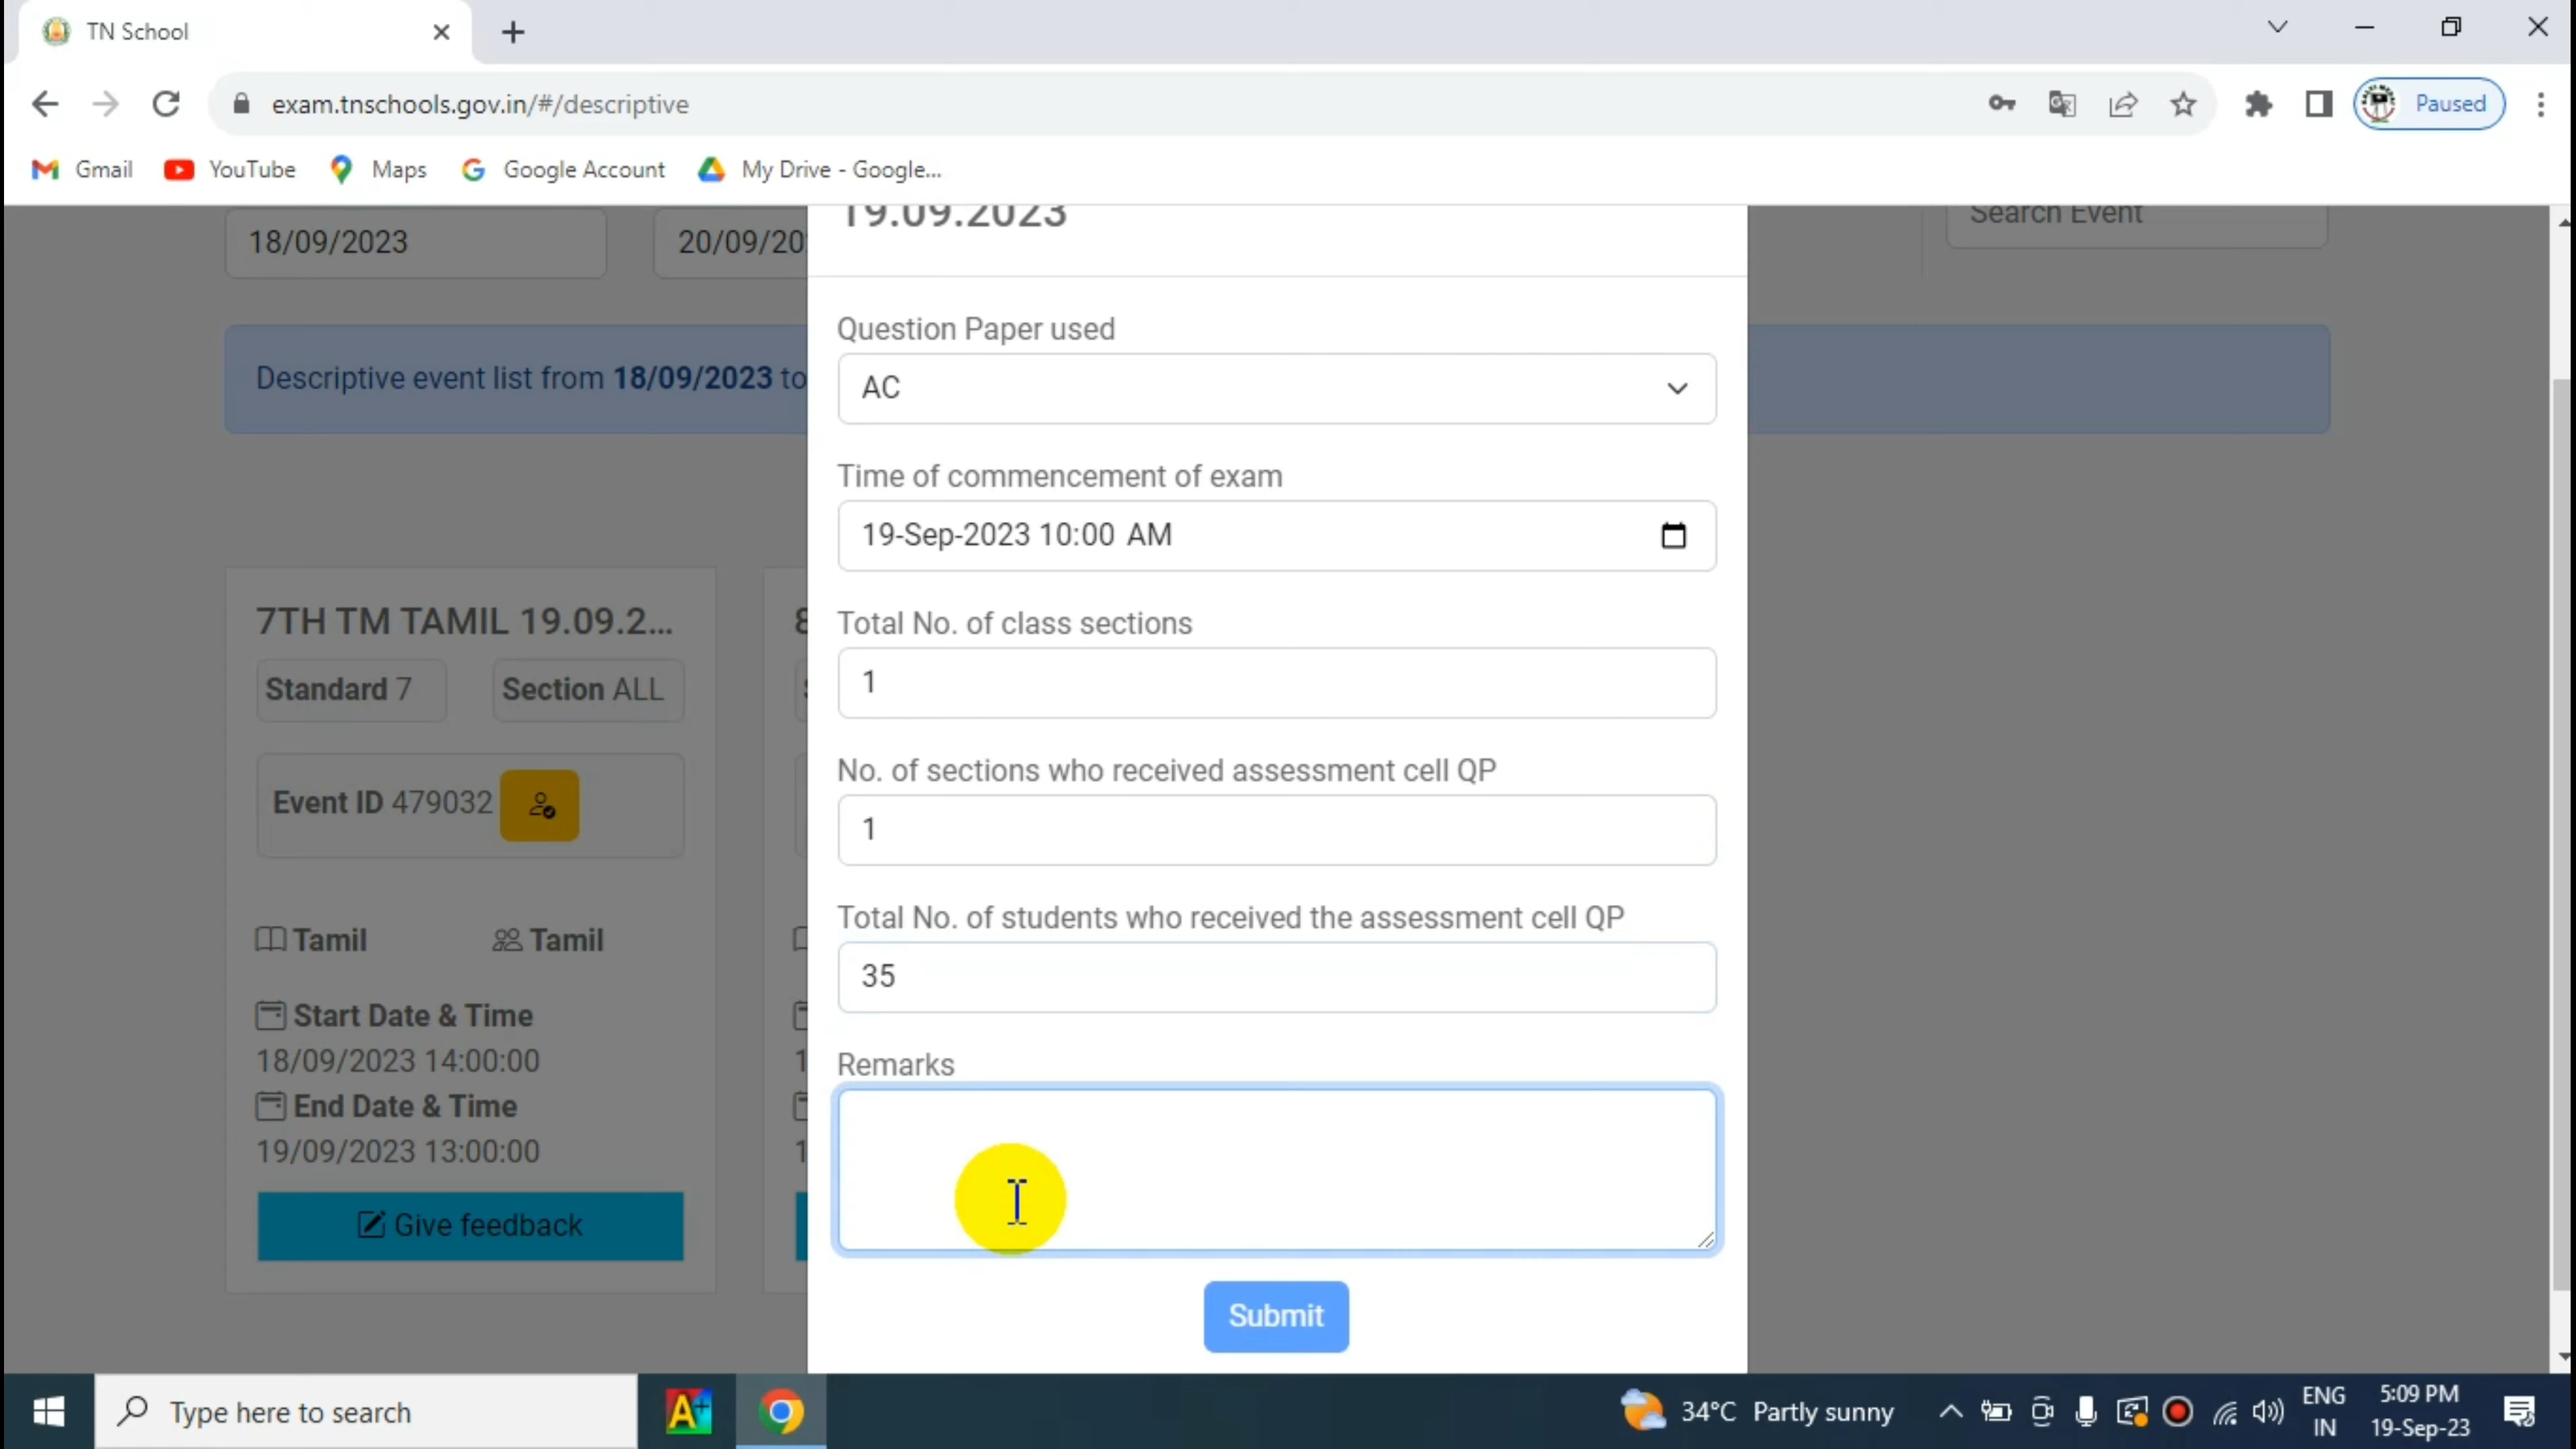 TN School
exam.tnschools.gov.in/#/descriptive
Paused
Gmail
YouTube
Maps
Google Account
My Drive - Google...
18/09/2023
20/09/20
19.09.2023
Search Event
Descriptive event list from 18/09/2023 to
Question Paper used
AC
Time of commencement of exam
19-Sep-2023 10:00 AM
Total No. of class sections
1
No. of sections who received assessment cell QP
1
Total No. of students who received the assessment cell QP
35
Remarks
Submit
7TH TM TAMIL 19.09.2...
Standard 7
Section ALL
Event ID 479032
Tamil
Tamil
Start Date & Time
18/09/2023 14:00:00
End Date & Time
19/09/2023 13:00:00
Give feedback
Type here to search
34°C Partly sunny
ENG
IN
5:09 PM
19-Sep-23